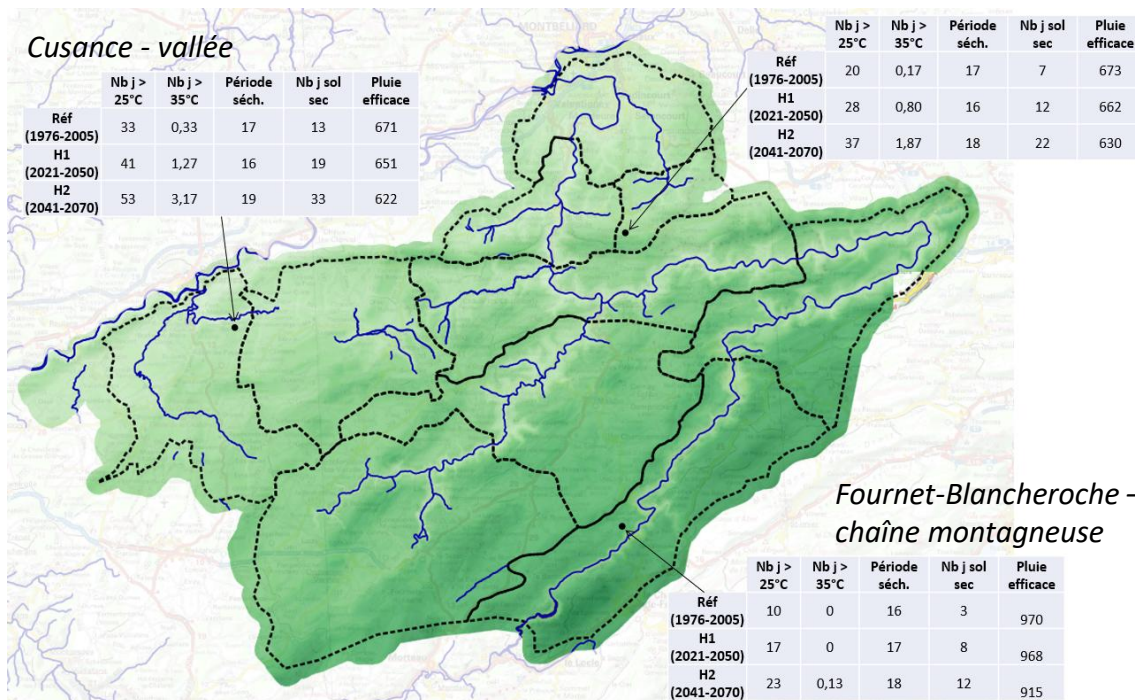 Cusance - vallée
Nb j > 25°C Nb j > 35°C Période séch. Nb j sol sec Pluie efficace
Réf (1976-2005) 33 0,33 17 13 671
H1 (2021-2050) 41 1,27 16 19 651
H2 (2041-2070) 53 3,17 19 33 622
MONTBÉLIARD
Nb j > 25°C Nb j > 35°C Période séch. Nb j sol sec Pluie efficace
Réf (1976-2005) 20 0,17 17 7 673
H1 (2021-2050) 28 0,80 16 12 662
H2 (2041-2070) 37 1,87 18 22 630
Fournet-Blancheroche –
chaîne montagneuse
Nb j > 25°C Nb j > 35°C Période séch. Nb j sol sec Pluie efficace
Réf (1976-2005) 10 0 16 3 970
H1 (2021-2050) 17 0 17 8 968
H2 (2041-2070) 23 0,13 18 12 915
le Locle